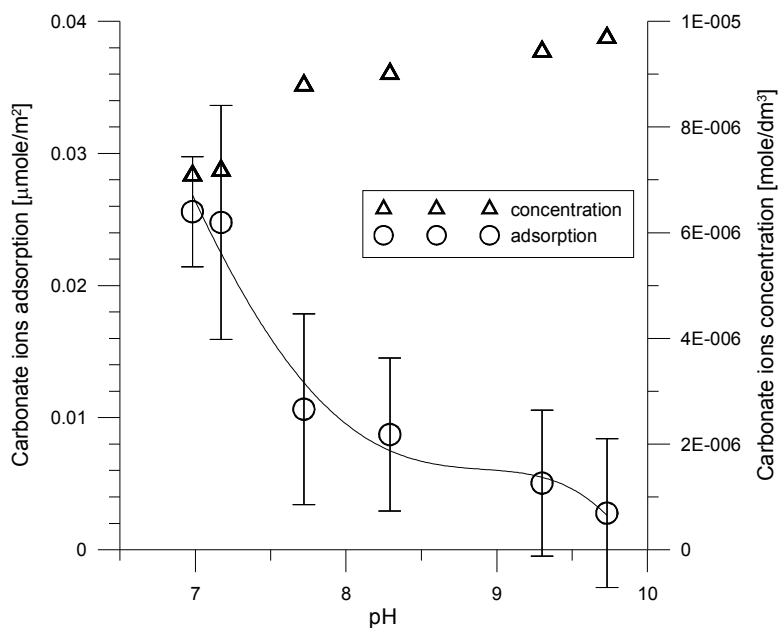 0.04
0.03
0.02
0.01
0
Carbonate ions adsorption [µmole/m²]
1E-005
8E-006
6E-006
4E-006
2E-006
0
Carbonate ions concentration [mole/dm³]
concentration
adsorption
7 8 9 10
pH